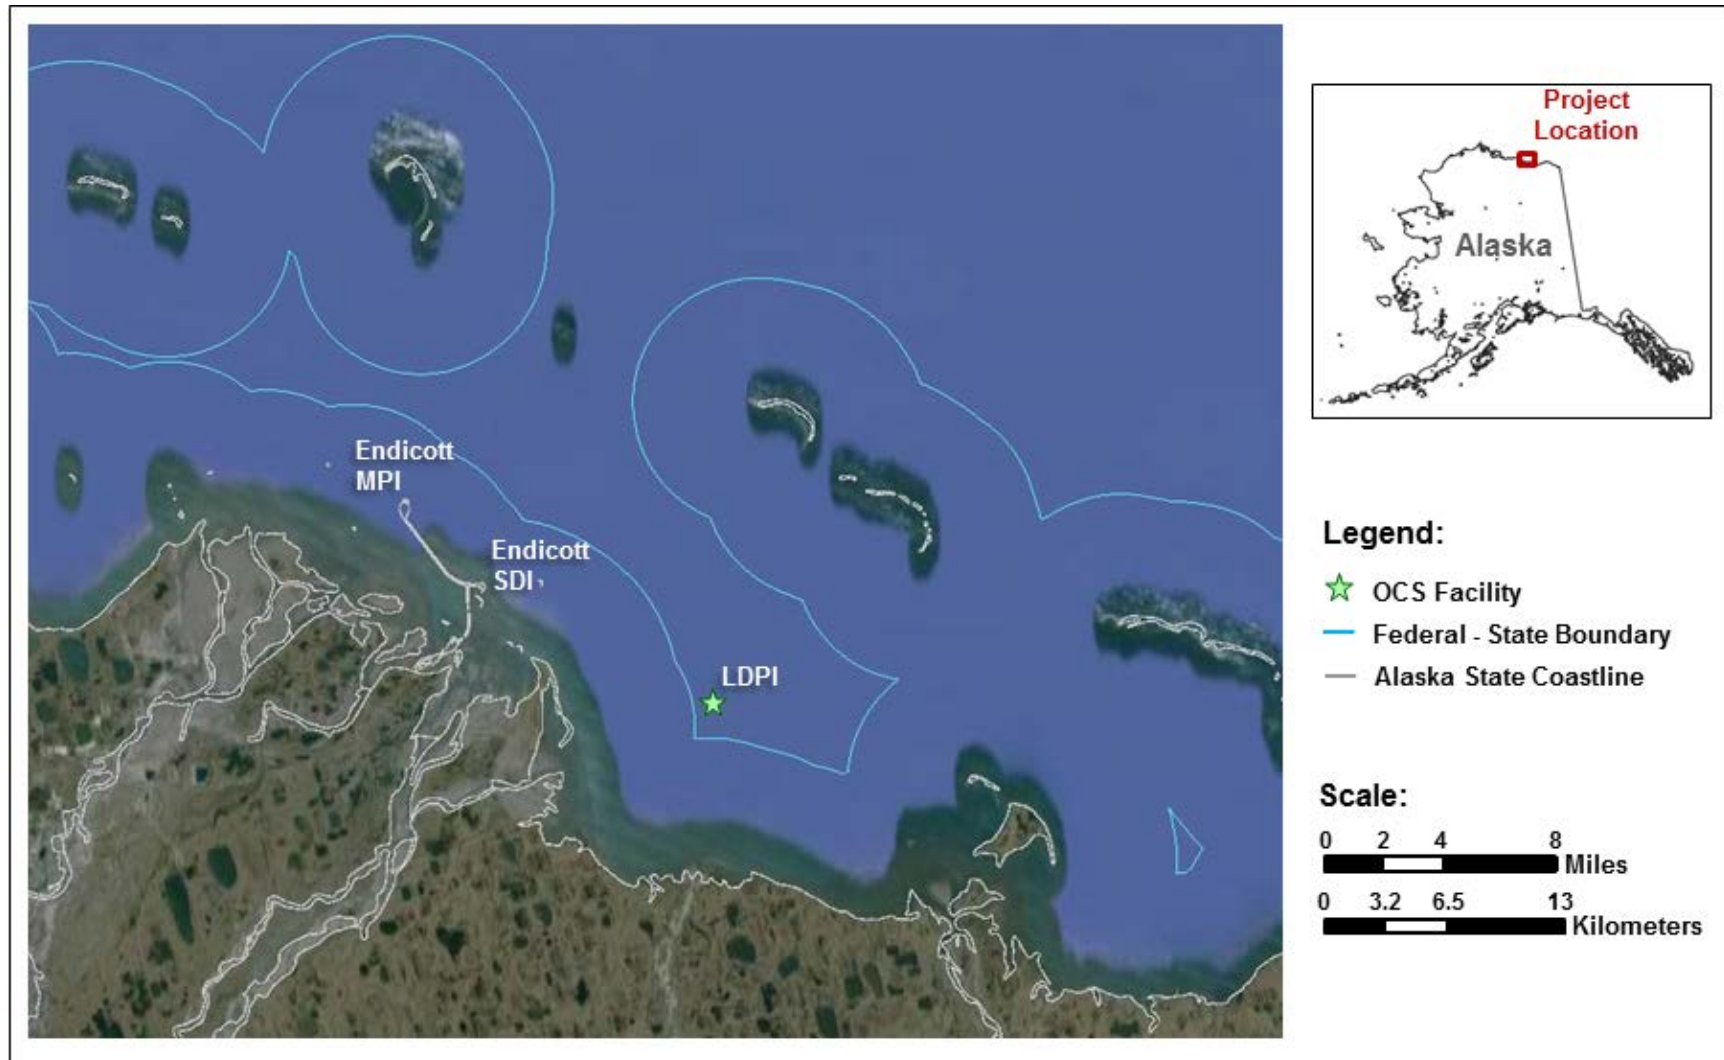 Project
Location
Alaska
Endicott
MPI
Endicott
SDI
LDPI
Legend:
OCS Facility
Federal - State Boundary
Alaska State Coastline
Scale:
0 2 4 8
Miles
0 3.2 6.5 13
Kilometers